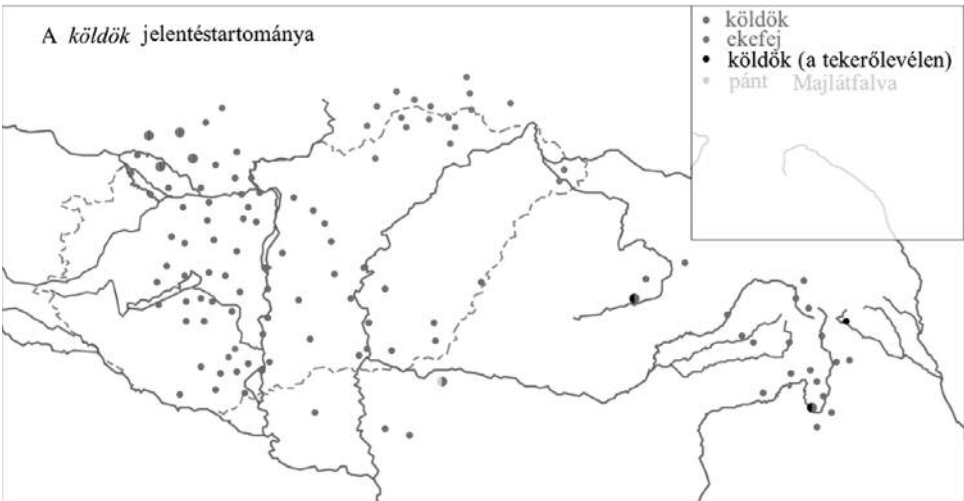 A köldök jelentéstartománya
köldök
ekefej
köldök (a tekerőlevélen)
pánt Majlátfalva